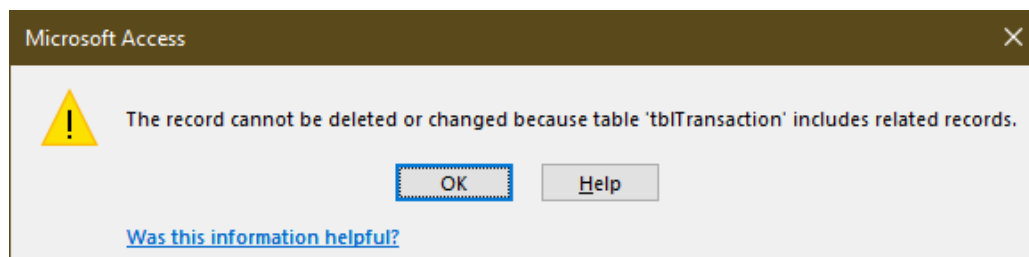 Microsoft Access
The record cannot be deleted or changed because table 'tblTransaction' includes related records.
OK
Help
Was this information helpful?